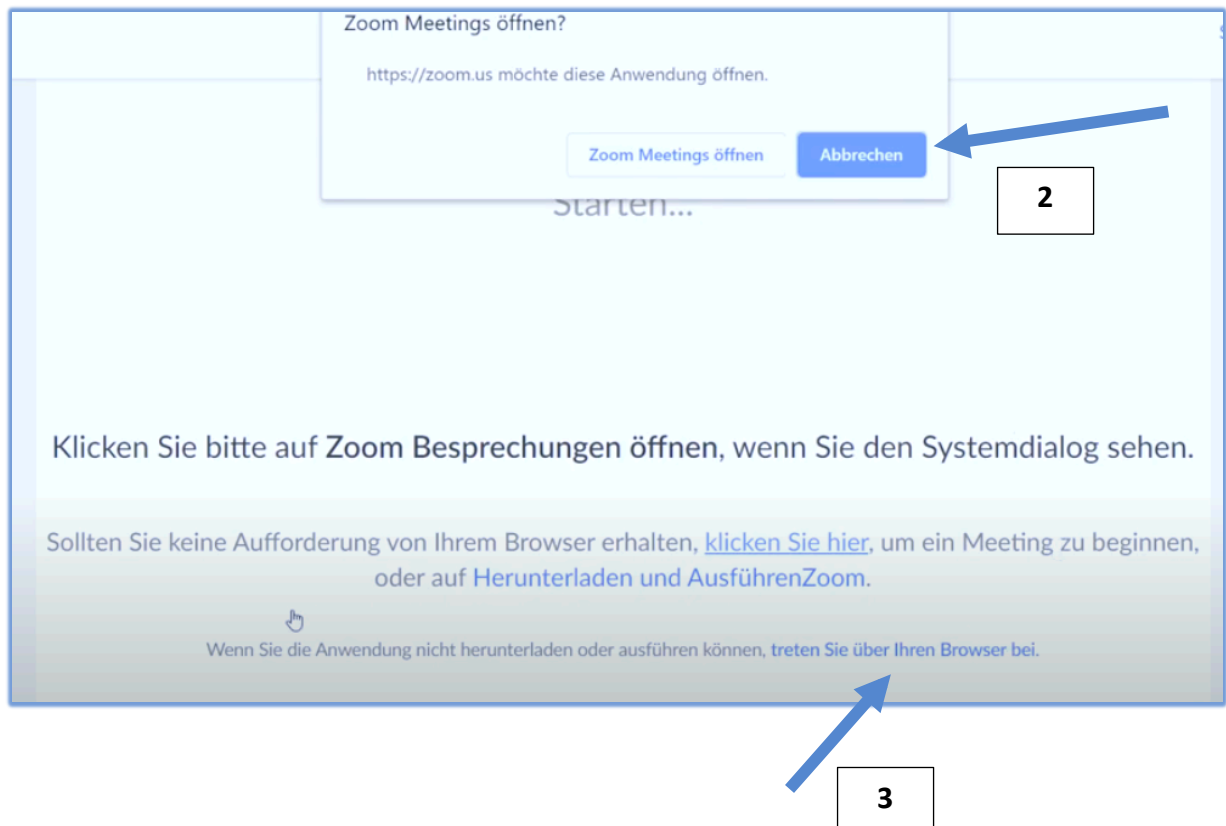 Zoom Meetings öffnen?
https://zoom.us möchte diese Anwendung öffnen.
Zoom Meetings öffnen
Abbrechen
2
Starten...
Klicken Sie bitte auf Zoom Besprechungen öffnen, wenn Sie den Systemdialog sehen.
Sollten Sie keine Aufforderung von Ihrem Browser erhalten, klicken Sie hier, um ein Meeting zu beginnen,
oder auf Herunterladen und AusführenZoom.
Wenn Sie die Anwendung nicht herunterladen oder ausführen können, treten Sie über Ihren Browser bei.
3